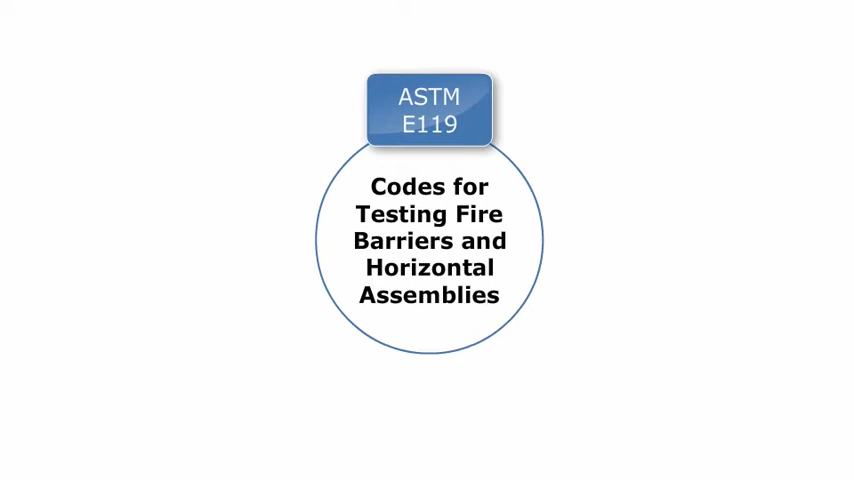 ASTM
E119
Codes for
Testing Fire
Barriers and
Horizontal
Assemblies